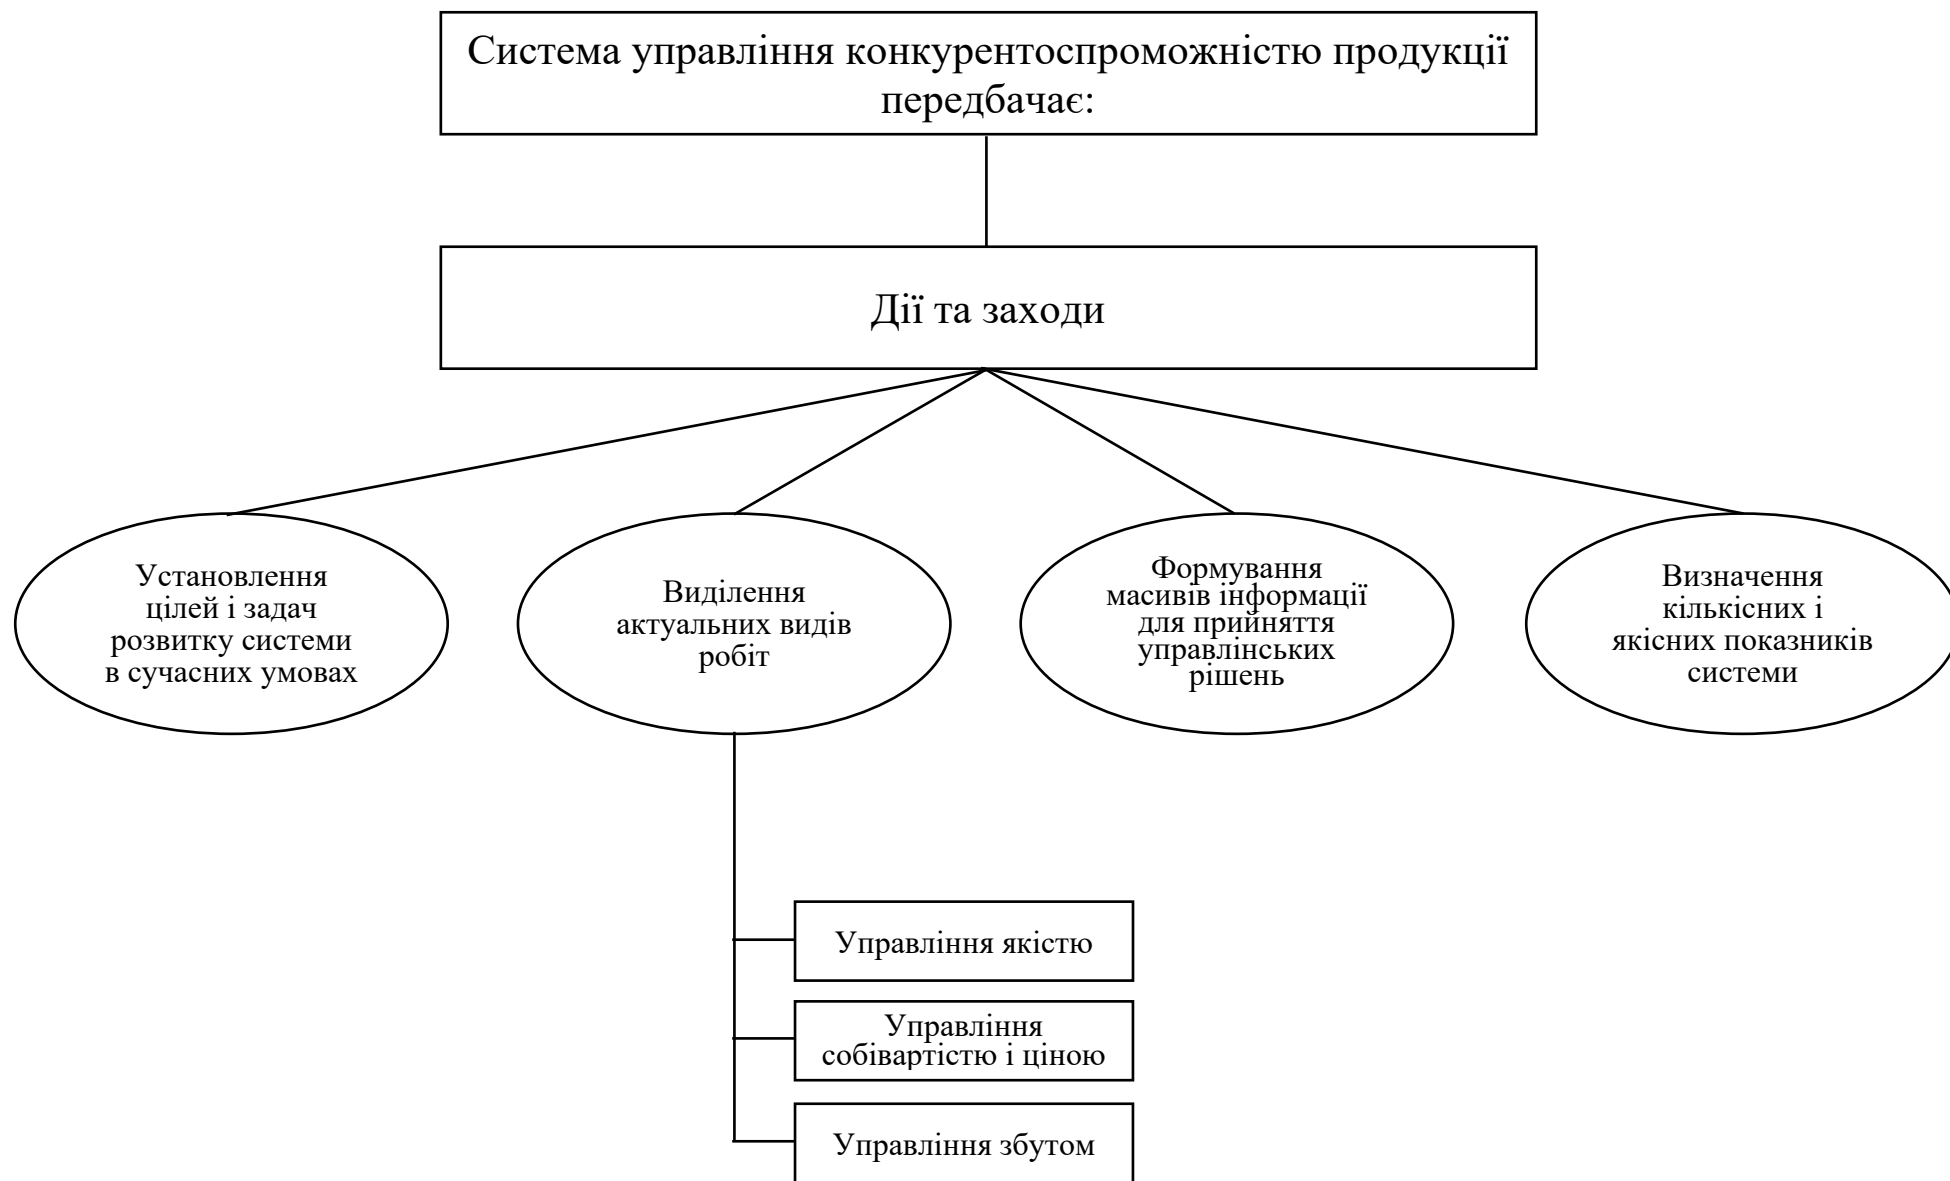 Система управління конкурентоспроможністю продукції
передбачає:
Дії та заходи
Установлення
цілей і задач
розвитку системи
в сучасних умовах
Виділення
актуальних видів
робіт
Формування
масивів інформації
для прийняття
управлінських
рішень
Визначення
кількісних і
якісних показників
системи
Управління якістю
Управління
собівартістю і ціною
Управління збутом